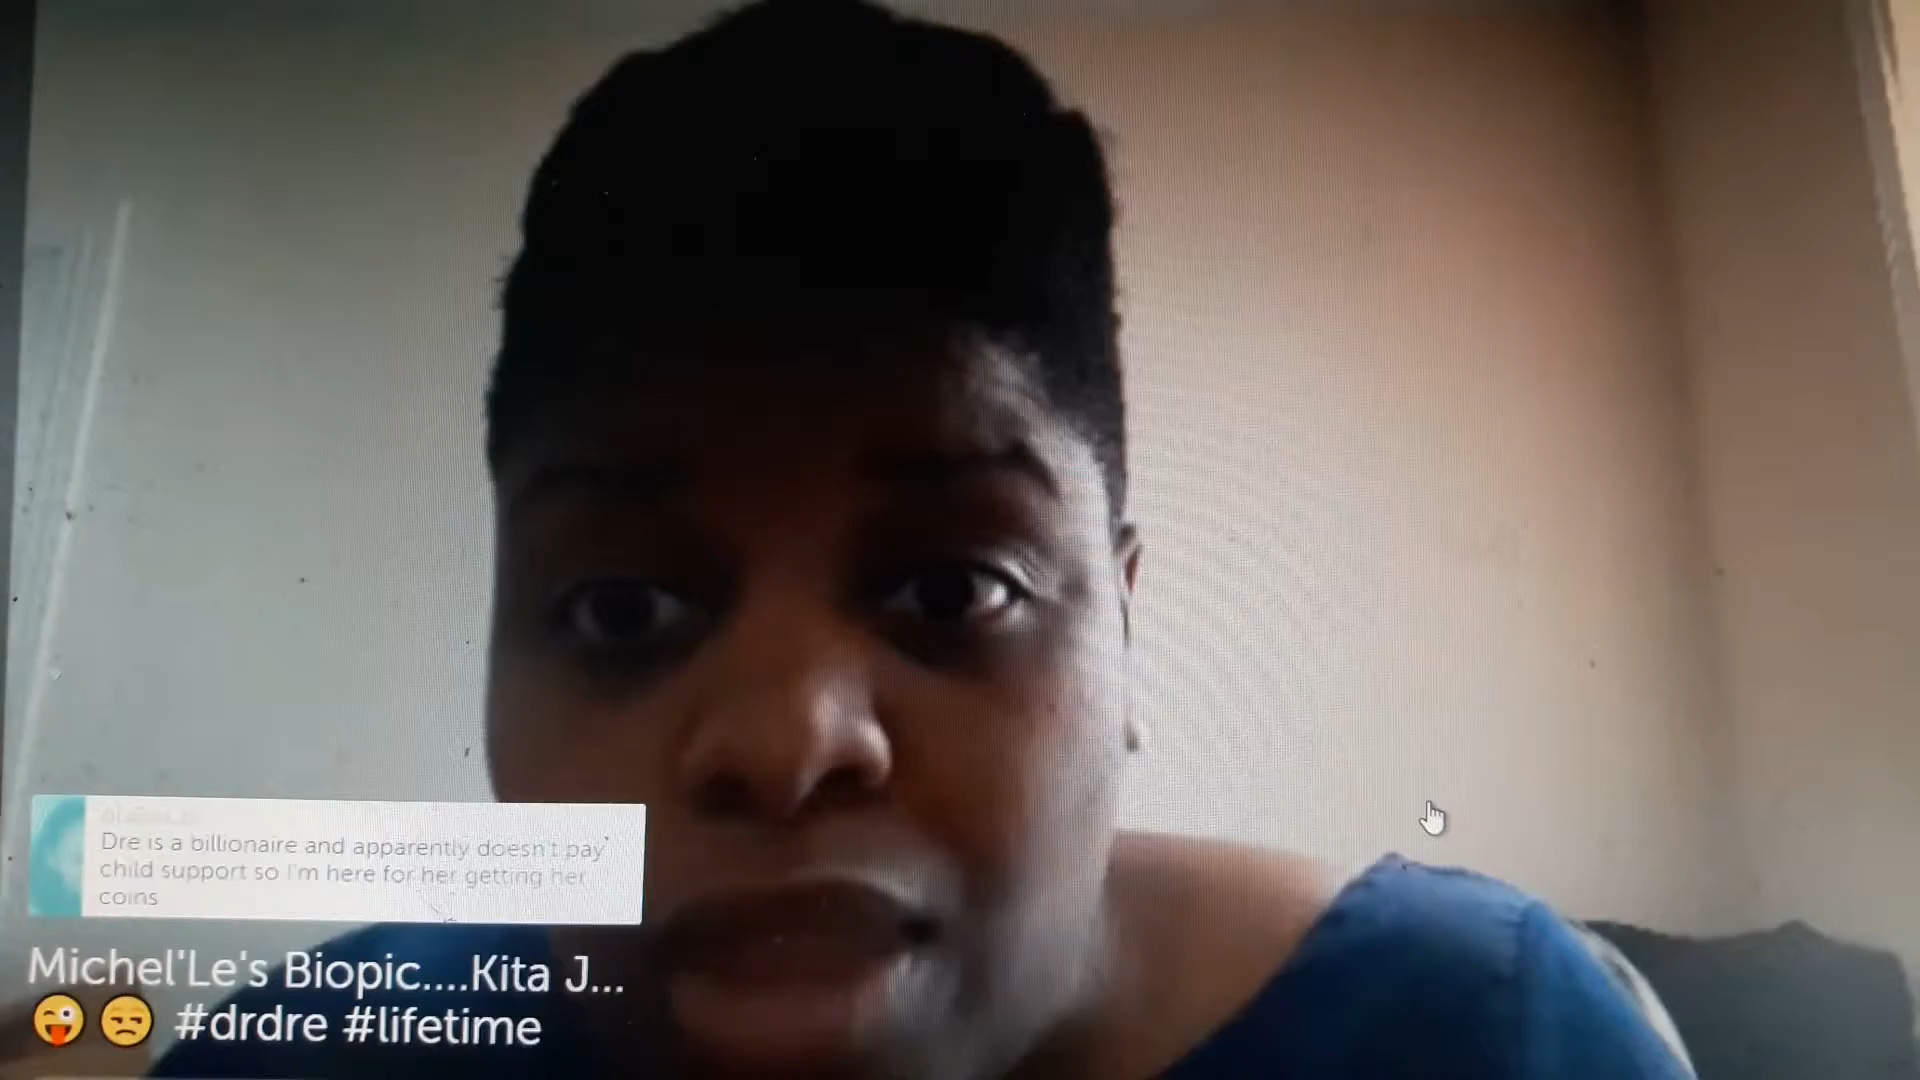 Dre is a billionaire and apparently doesn't pay
child support so I'm here for her getting her
coins
Michel'Le's Biopic....Kita J...
😜 😒 #drdre #lifetime